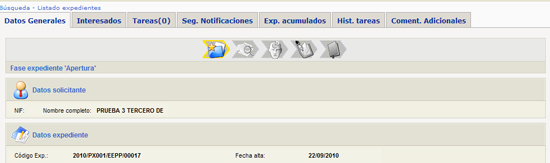 Búsqueda - Listado expedientes
Datos Generales Interesados Tareas(0) Seg. Notificaciones Exp. acumulados Hist. tareas Coment. Adicionales
Fase expediente 'Apertura'
Datos solicitante
NIF: Nombre completo: PRUEBA 3 TERCERO DE
Datos expediente
Código Exp.: 2010/PX001/EEPP/00017 Fecha alta: 22/09/2010